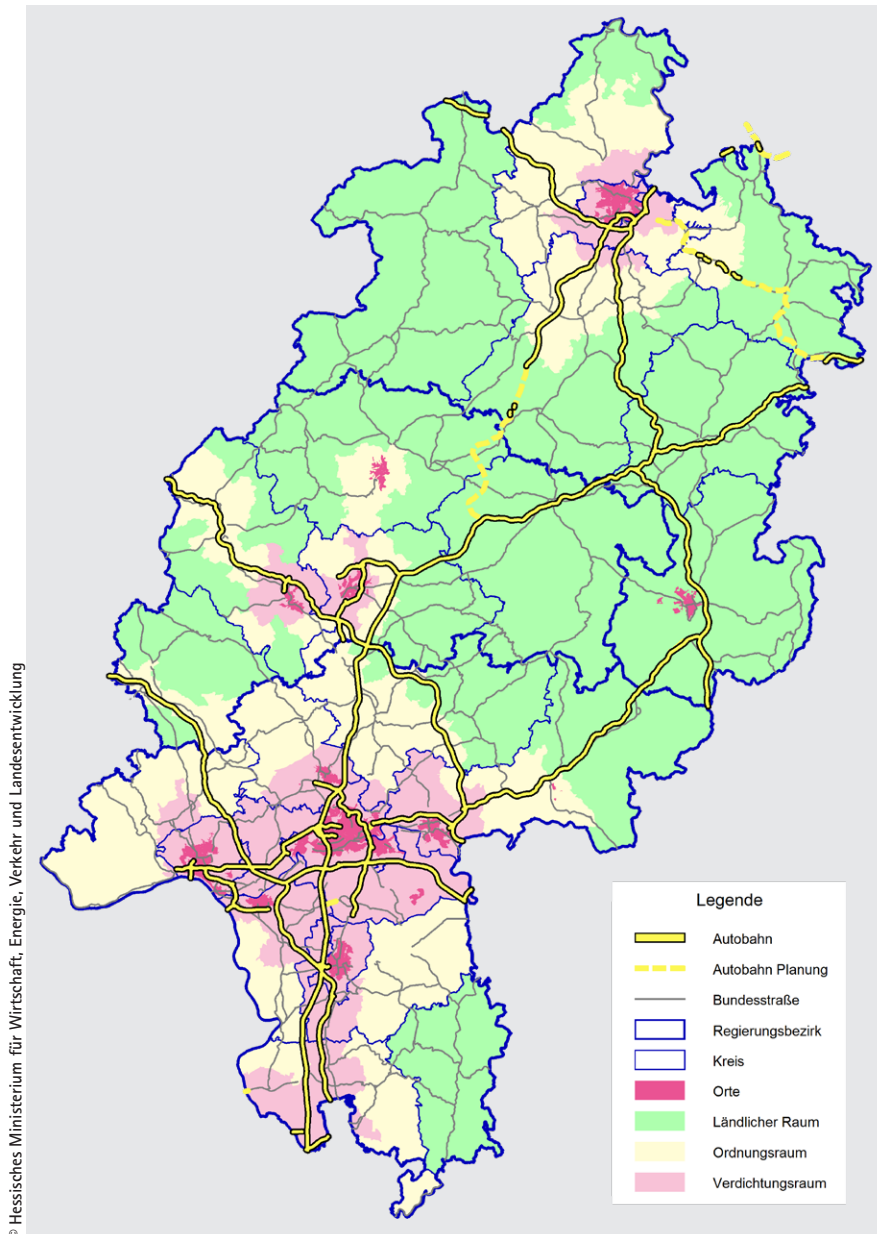 © Hessisches Ministerium für Wirtschaft, Energie, Verkehr und Landesentwicklung
Legende
Autobahn
Autobahn Planung
Bundesstraße
Regierungsbezirk
Kreis
Orte
Ländlicher Raum
Ordnungsraum
Verdichtungsraum